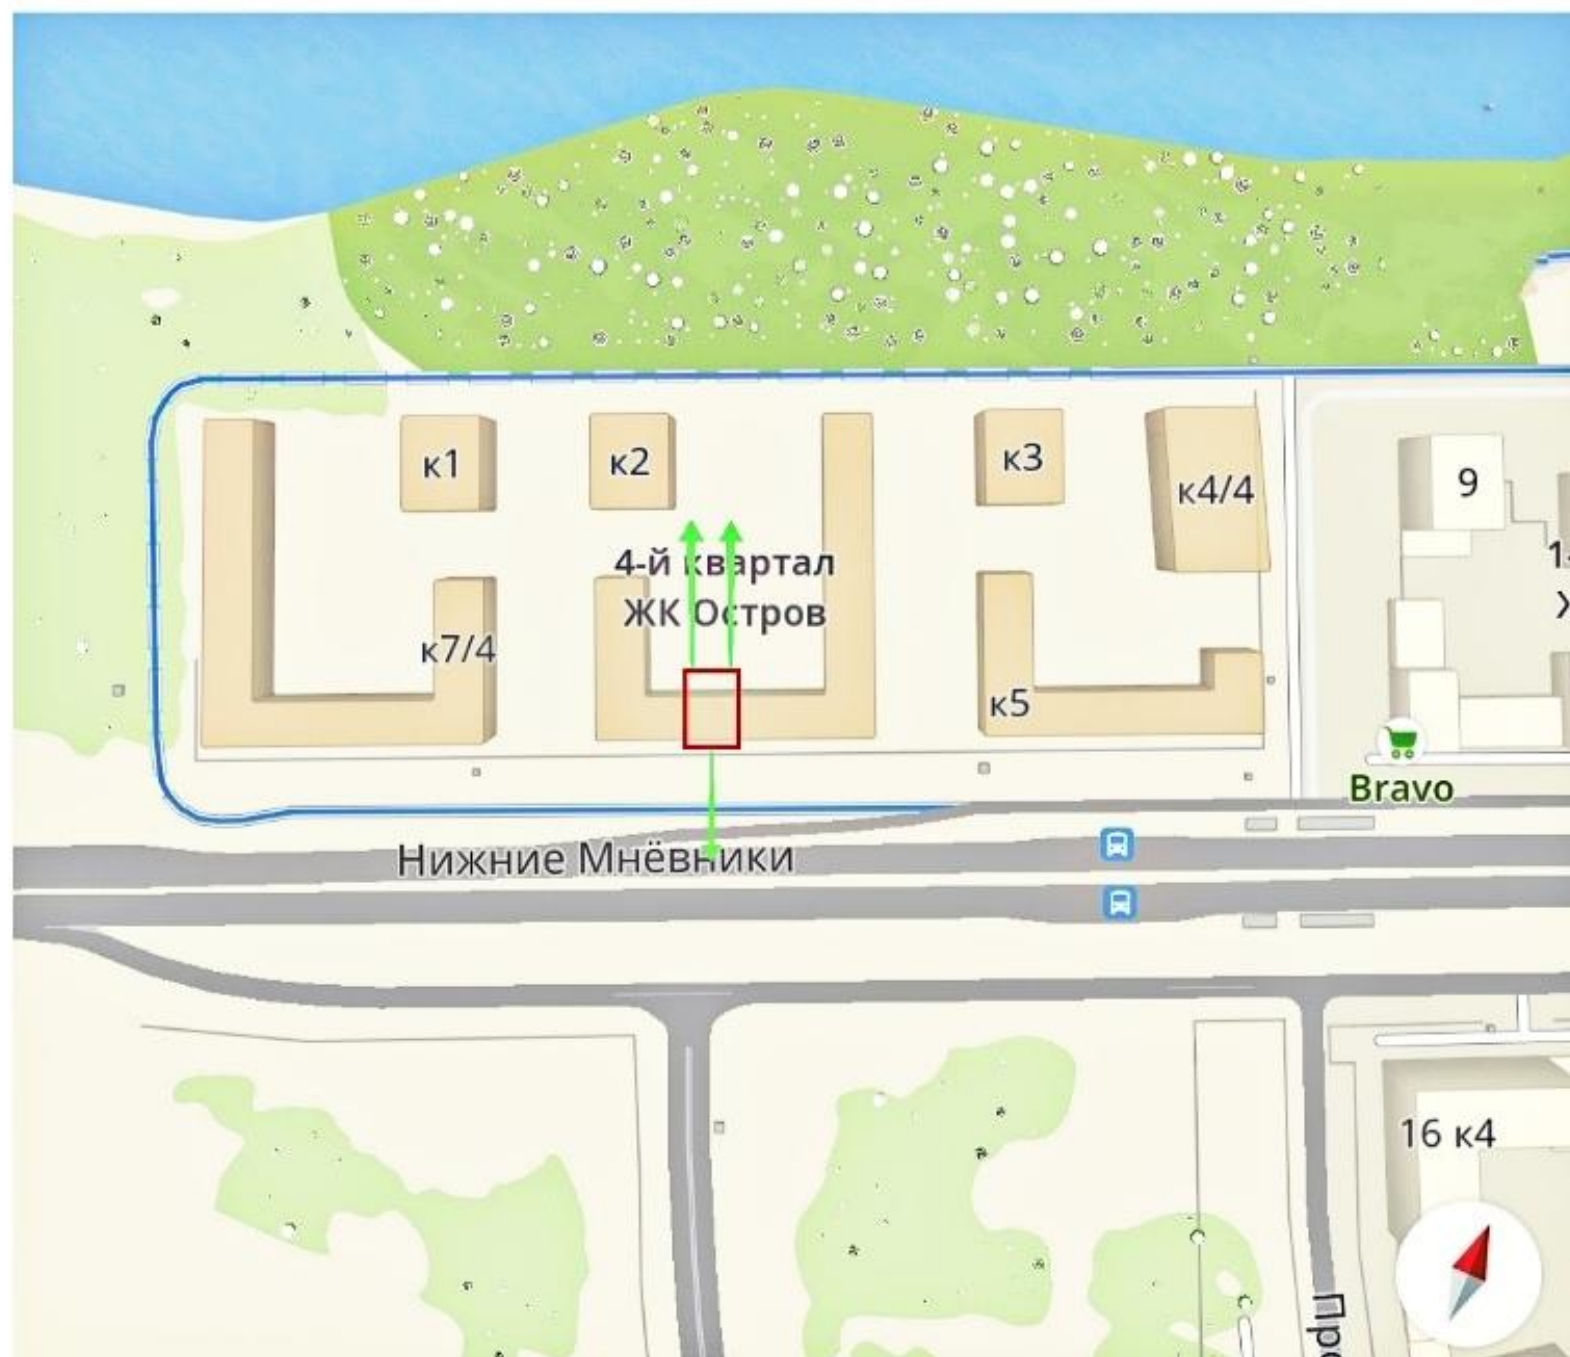 к1
к2
к3
к4/4
9
4-й квартал
ЖК Остров
к7/4
к5
Bravo
Нижние Мнёвники
16 к4